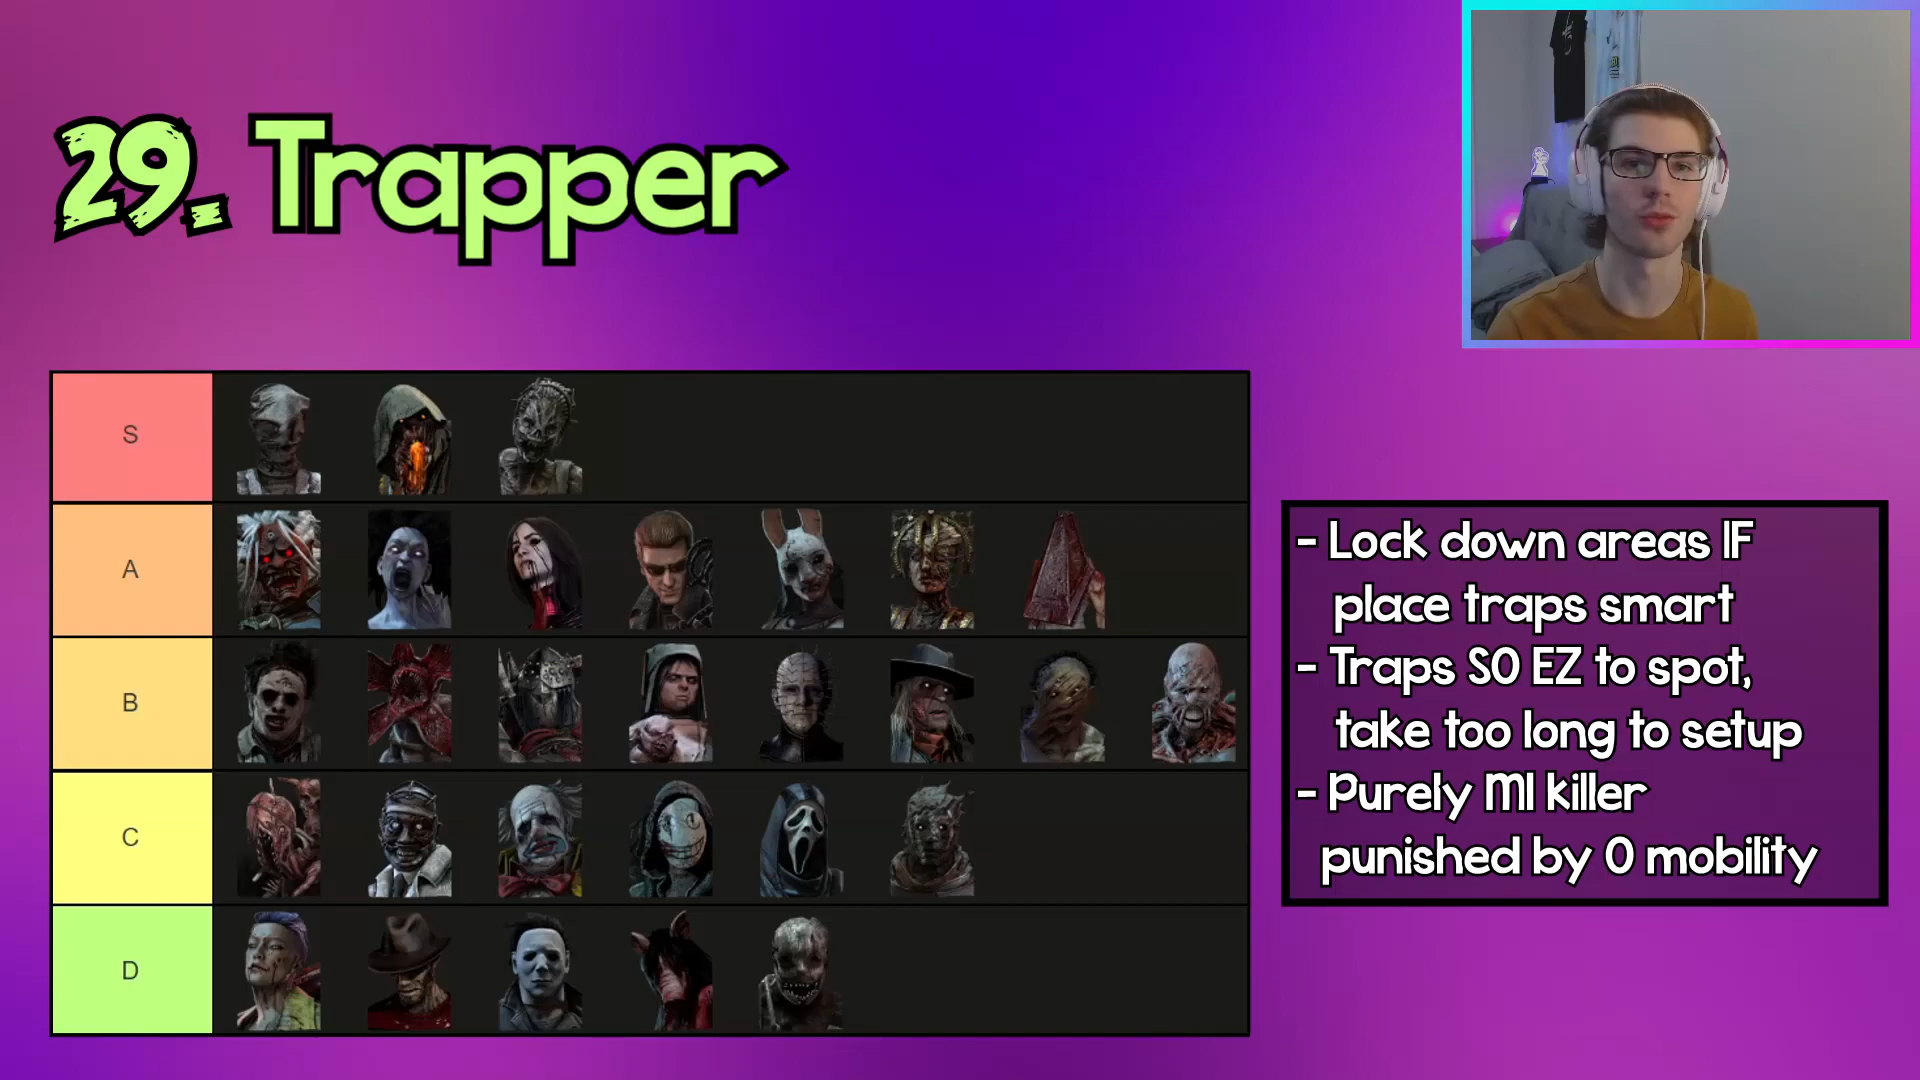 29. Trapper
S
A
B
C
D
- Lock down areas IF
place traps smart
- Traps SO EZ to spot,
take too long to setup
- Purely M1 killer
punished by 0 mobility